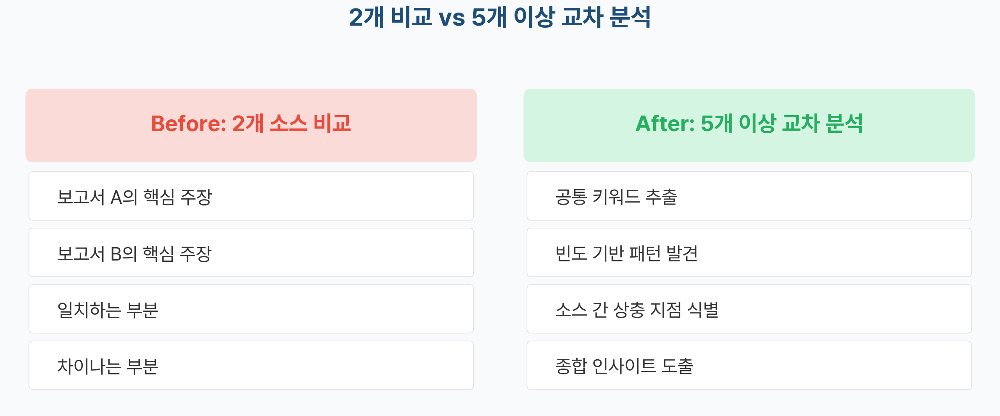 2개 비교 vs 5개 이상 교차 분석
Before: 2개 소스 비교
보고서 A의 핵심 주장
보고서 B의 핵심 주장
일치하는 부분
차이나는 부분
After: 5개 이상 교차 분석
공통 키워드 추출
빈도 기반 패턴 발견
소스 간 상충 지점 식별
종합 인사이트 도출